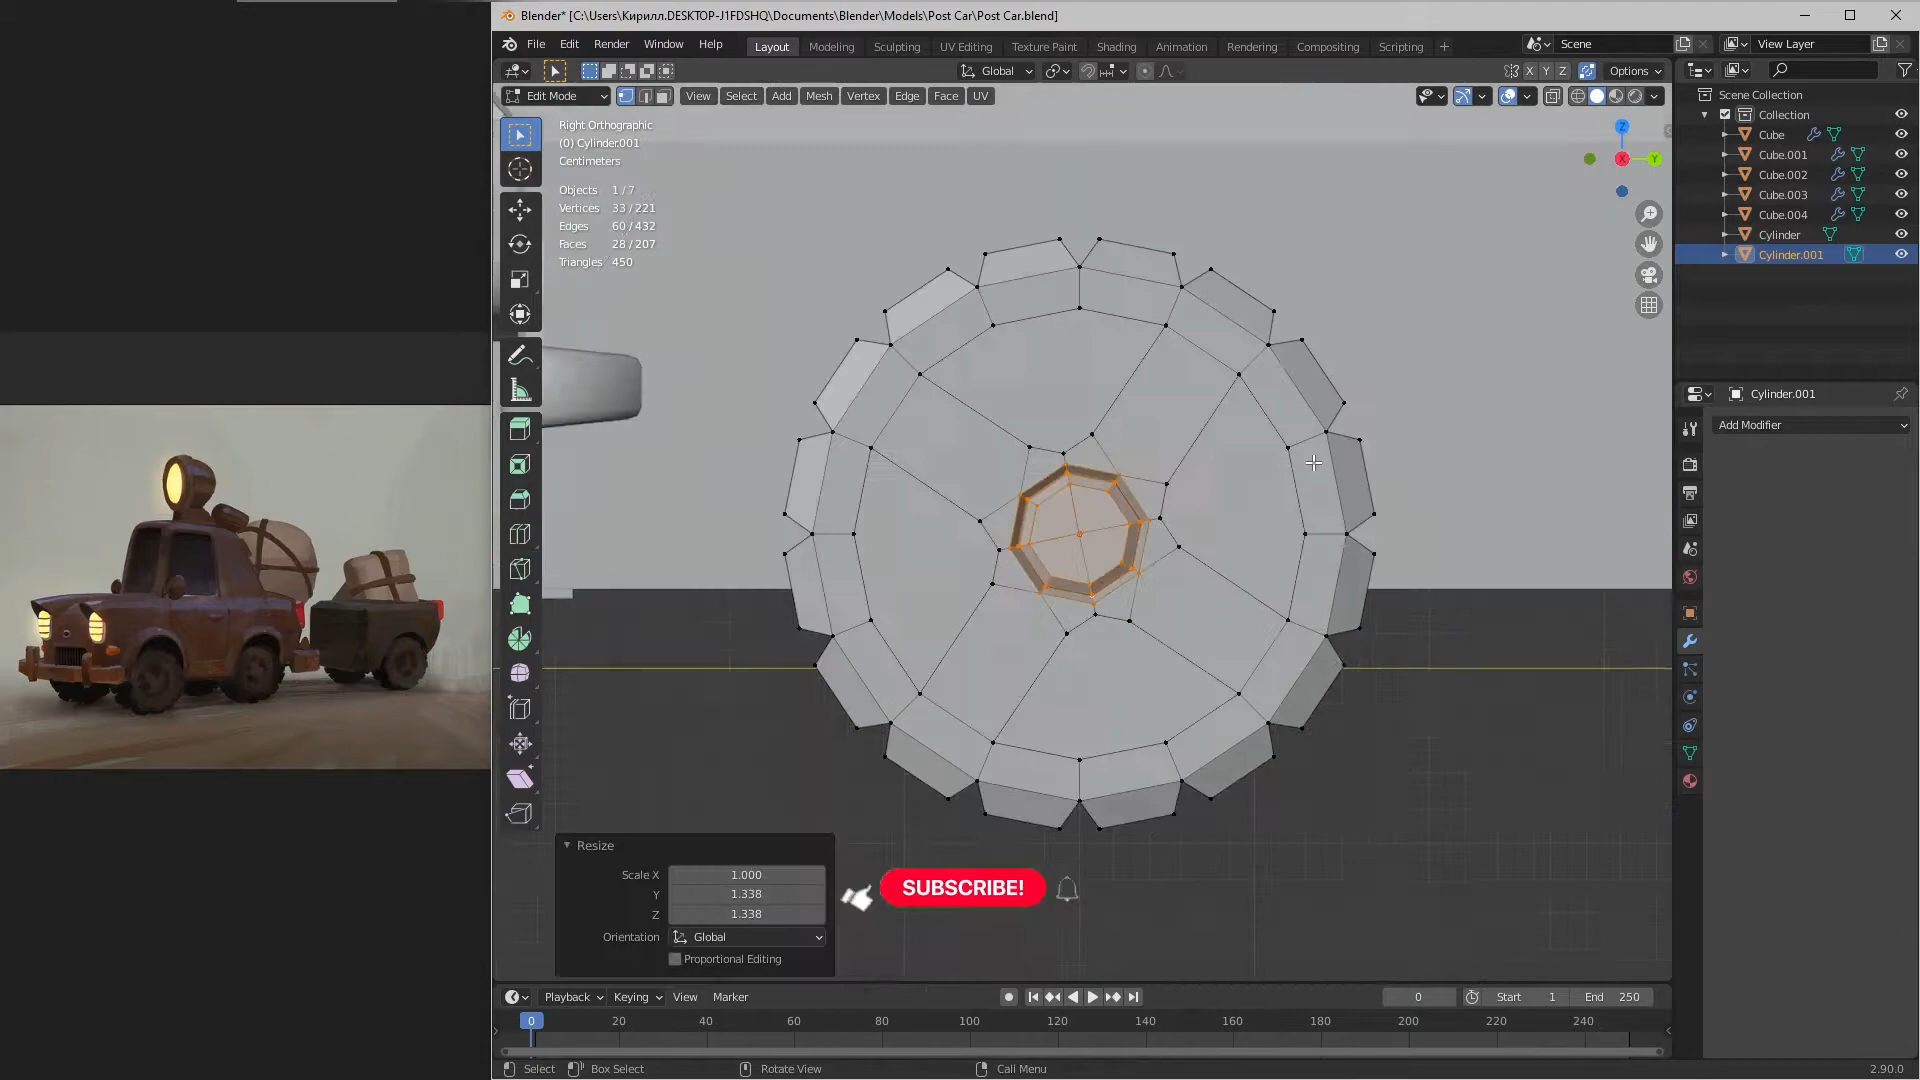 Blender* [C:\Users\Кирилл.DESKTOP-J1FDSHQ\Documents\Blender\Models\Post Car\Post Car.blend]
File Edit Render Window Help Layout Modeling Sculpting UV Editing Texture Paint Shading Animation Rendering Compositing Scripting + Scene View Layer
Global X Y Z Options
Edit Mode View Select Add Mesh Vertex Edge Face UV
Scene Collection
Collection
Cube
Cube.001
Cube.002
Cube.003
Cube.004
Cylinder
Cylinder.001
Right Orthographic
(0) Cylinder.001
Centimeters
Objects 1/7
Vertices 33/221
Edges 60/432
Faces 28/207
Triangles 450
Z
X
Y
Cylinder.001
Add Modifier
Resize
Scale X 1.000
Y 1.338
Z 1.338
Orientation Global
Proportional Editing
SUBSCRIBE!
Playback Keying View Marker 0 Start 1 End 250
0 20 40 60 80 100 120 140 160 180 200 220 240
Select Box Select Rotate View Call Menu 2.90.0